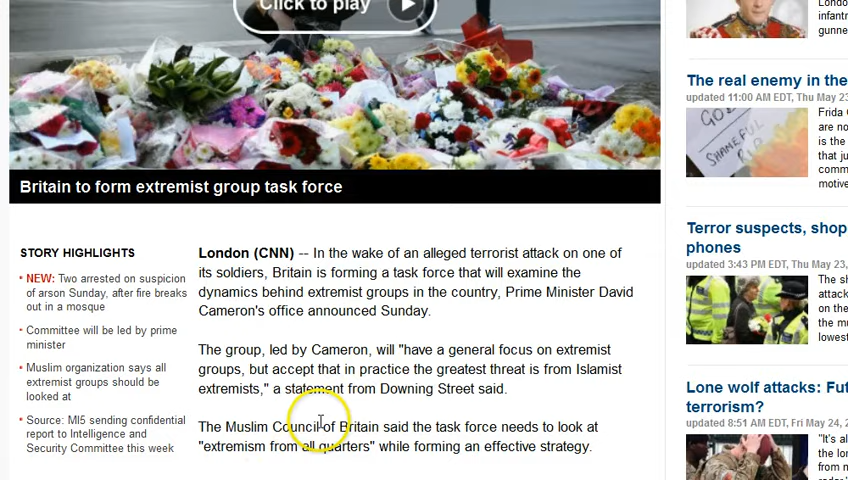 Click to play
Britain to form extremist group task force
STORY HIGHLIGHTS
NEW: Two arrested on suspicion
of arson Sunday, after fire breaks
out in a mosque
Committee will be led by prime
minister
Muslim organization says all
extremist groups should be
looked at
Source: MI5 sending confidential
report to Intelligence and
Security Committee this week
London (CNN) -- In the wake of an alleged terrorist attack on one of
its soldiers, Britain is forming a task force that will examine the
dynamics behind extremist groups in the country, Prime Minister David
Cameron's office announced Sunday.
The group, led by Cameron, will "have a general focus on extremist
groups, but accept that in practice the greatest threat is from Islamist
extremists," a statement from Downing Street said.
The Muslim Council of Britain said the task force needs to look at
"extremism from all quarters" while forming an effective strategy.
infantr
gunne
The real enemy in the
updated 11:00 AM EDT, Thu May 23
Frida
are no
is the
that ju
comm
motive
SHAMEFUL
Terror suspects, shop
phones
updated 3:43 PM EDT, Thu May 23,
The sh
attack
on the
the mu
lowest
Lone wolf attacks: Fut
terrorism?
updated 8:51 AM EDT, Fri May 24, 2
"It's al
the lon
from r